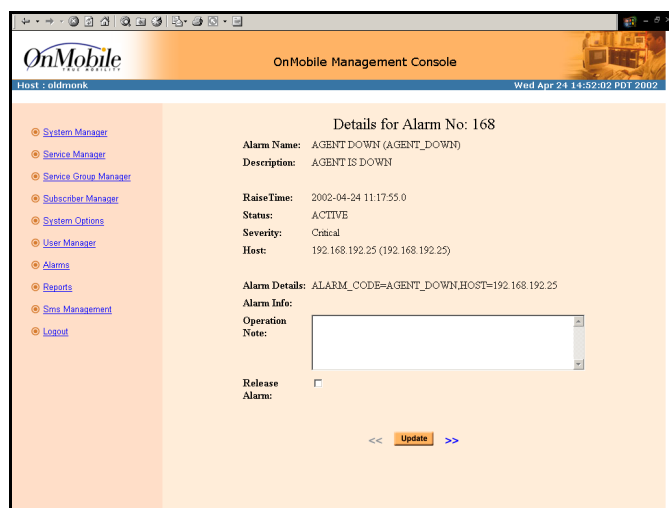 OnMobile
TRUE MOBILITY
OnMobile Management Console
Host : oldmonk
Wed Apr 24 14:52:02 PDT 2002
System Manager
Service Manager
Service Group Manager
Subscriber Manager
System Options
User Manager
Alarms
Reports
Sms Management
Logout
Details for Alarm No: 168
Alarm Name: AGENT DOWN (AGENT_DOWN)
Description: AGENT IS DOWN
RaiseTime: 2002-04-24 11:17:55.0
Status: ACTIVE
Severity: Critical
Host: 192.168.192.25 (192.168.192.25)
Alarm Details: ALARM_CODE=AGENT_DOWN,HOST=192.168.192.25
Alarm Info:
Operation
Note:
Release
Alarm:
<< Update >>